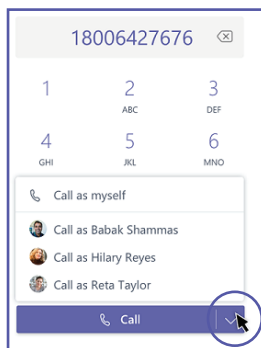 18006427676
1 2 3
ABC DEF
4 5 6
GHI JKL MNO
Call as myself
Call as Babak Shammas
Call as Hilary Reyes
Call as Reta Taylor
Call